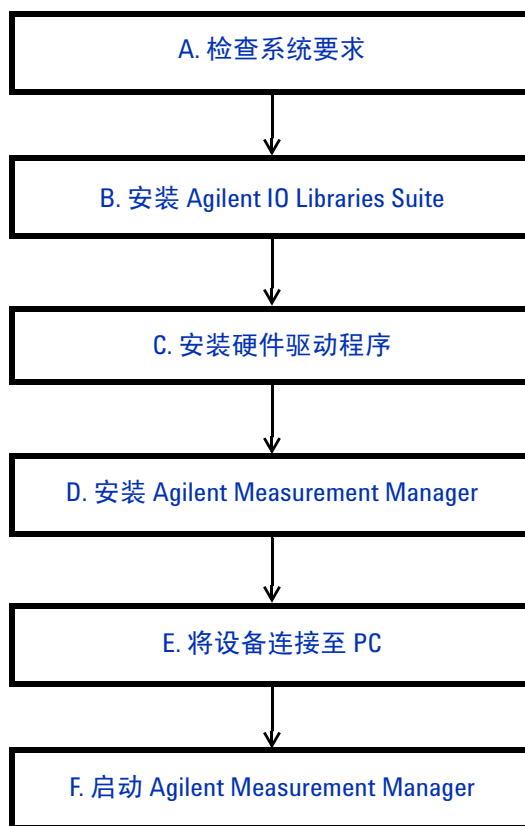 A. 检查系统要求
B. 安装 Agilent IO Libraries Suite
C. 安装硬件驱动程序
D. 安装 Agilent Measurement Manager
E. 将设备连接至 PC
F. 启动 Agilent Measurement Manager